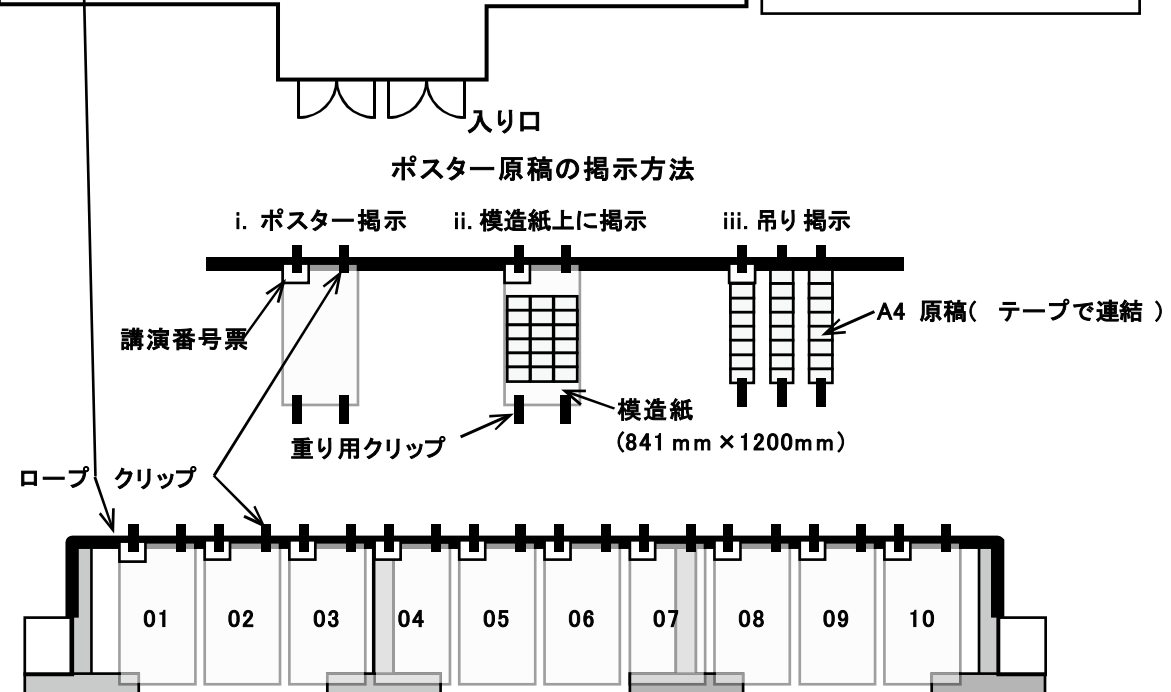 入り口
ポスター原稿の掲示方法
i. ポスター掲示
ii. 模造紙上に掲示
iii. 吊り掲示
A4 原稿( テープで連結 )
講演番号票
模造紙
(841 mm×1200mm)
重り用クリップ
ロープ
クリップ
01
02
03
04
05
06
07
08
09
10